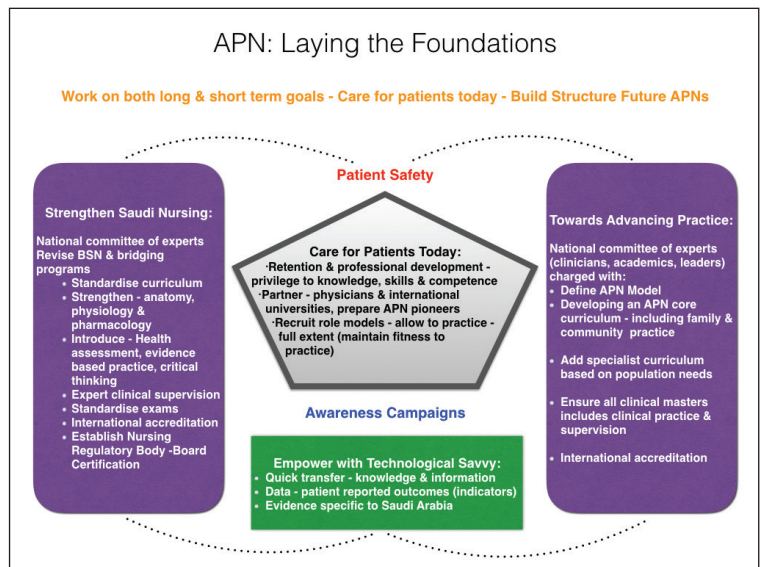 APN: Laying the Foundations
Work on both long & short term goals - Care for patients today - Build Structure Future APNs
Strengthen Saudi Nursing:
National committee of experts
Revise BSN & bridging
programs
• Standardise curriculum
• Strengthen - anatomy,
physiology &
pharmacology
• Introduce - Health
assessment, evidence
based practice, critical
thinking
• Expert clinical supervision
• Standardise exams
• International accreditation
• Establish Nursing
Regulatory Body -Board
Certification
Patient Safety
Care for Patients Today:
·Retention & professional development -
privilege to knowledge, skills & competence
·Partner - physicians & international
universities, prepare APN pioneers
·Recruit role models - allow to practice -
full extent (maintain fitness to
practice)
Awareness Campaigns
Empower with Technological Savvy:
• Quick transfer - knowledge & information
• Data - patient reported outcomes (indicators)
• Evidence specific to Saudi Arabia
Towards Advancing Practice:
National committee of experts
(clinicians, academics, leaders)
charged with:
• Define APN Model
• Developing an APN core
curriculum - including family &
community practice
• Add specialist curriculum
based on population needs
• Ensure all clinical masters
includes clinical practice &
supervision
• International accreditation